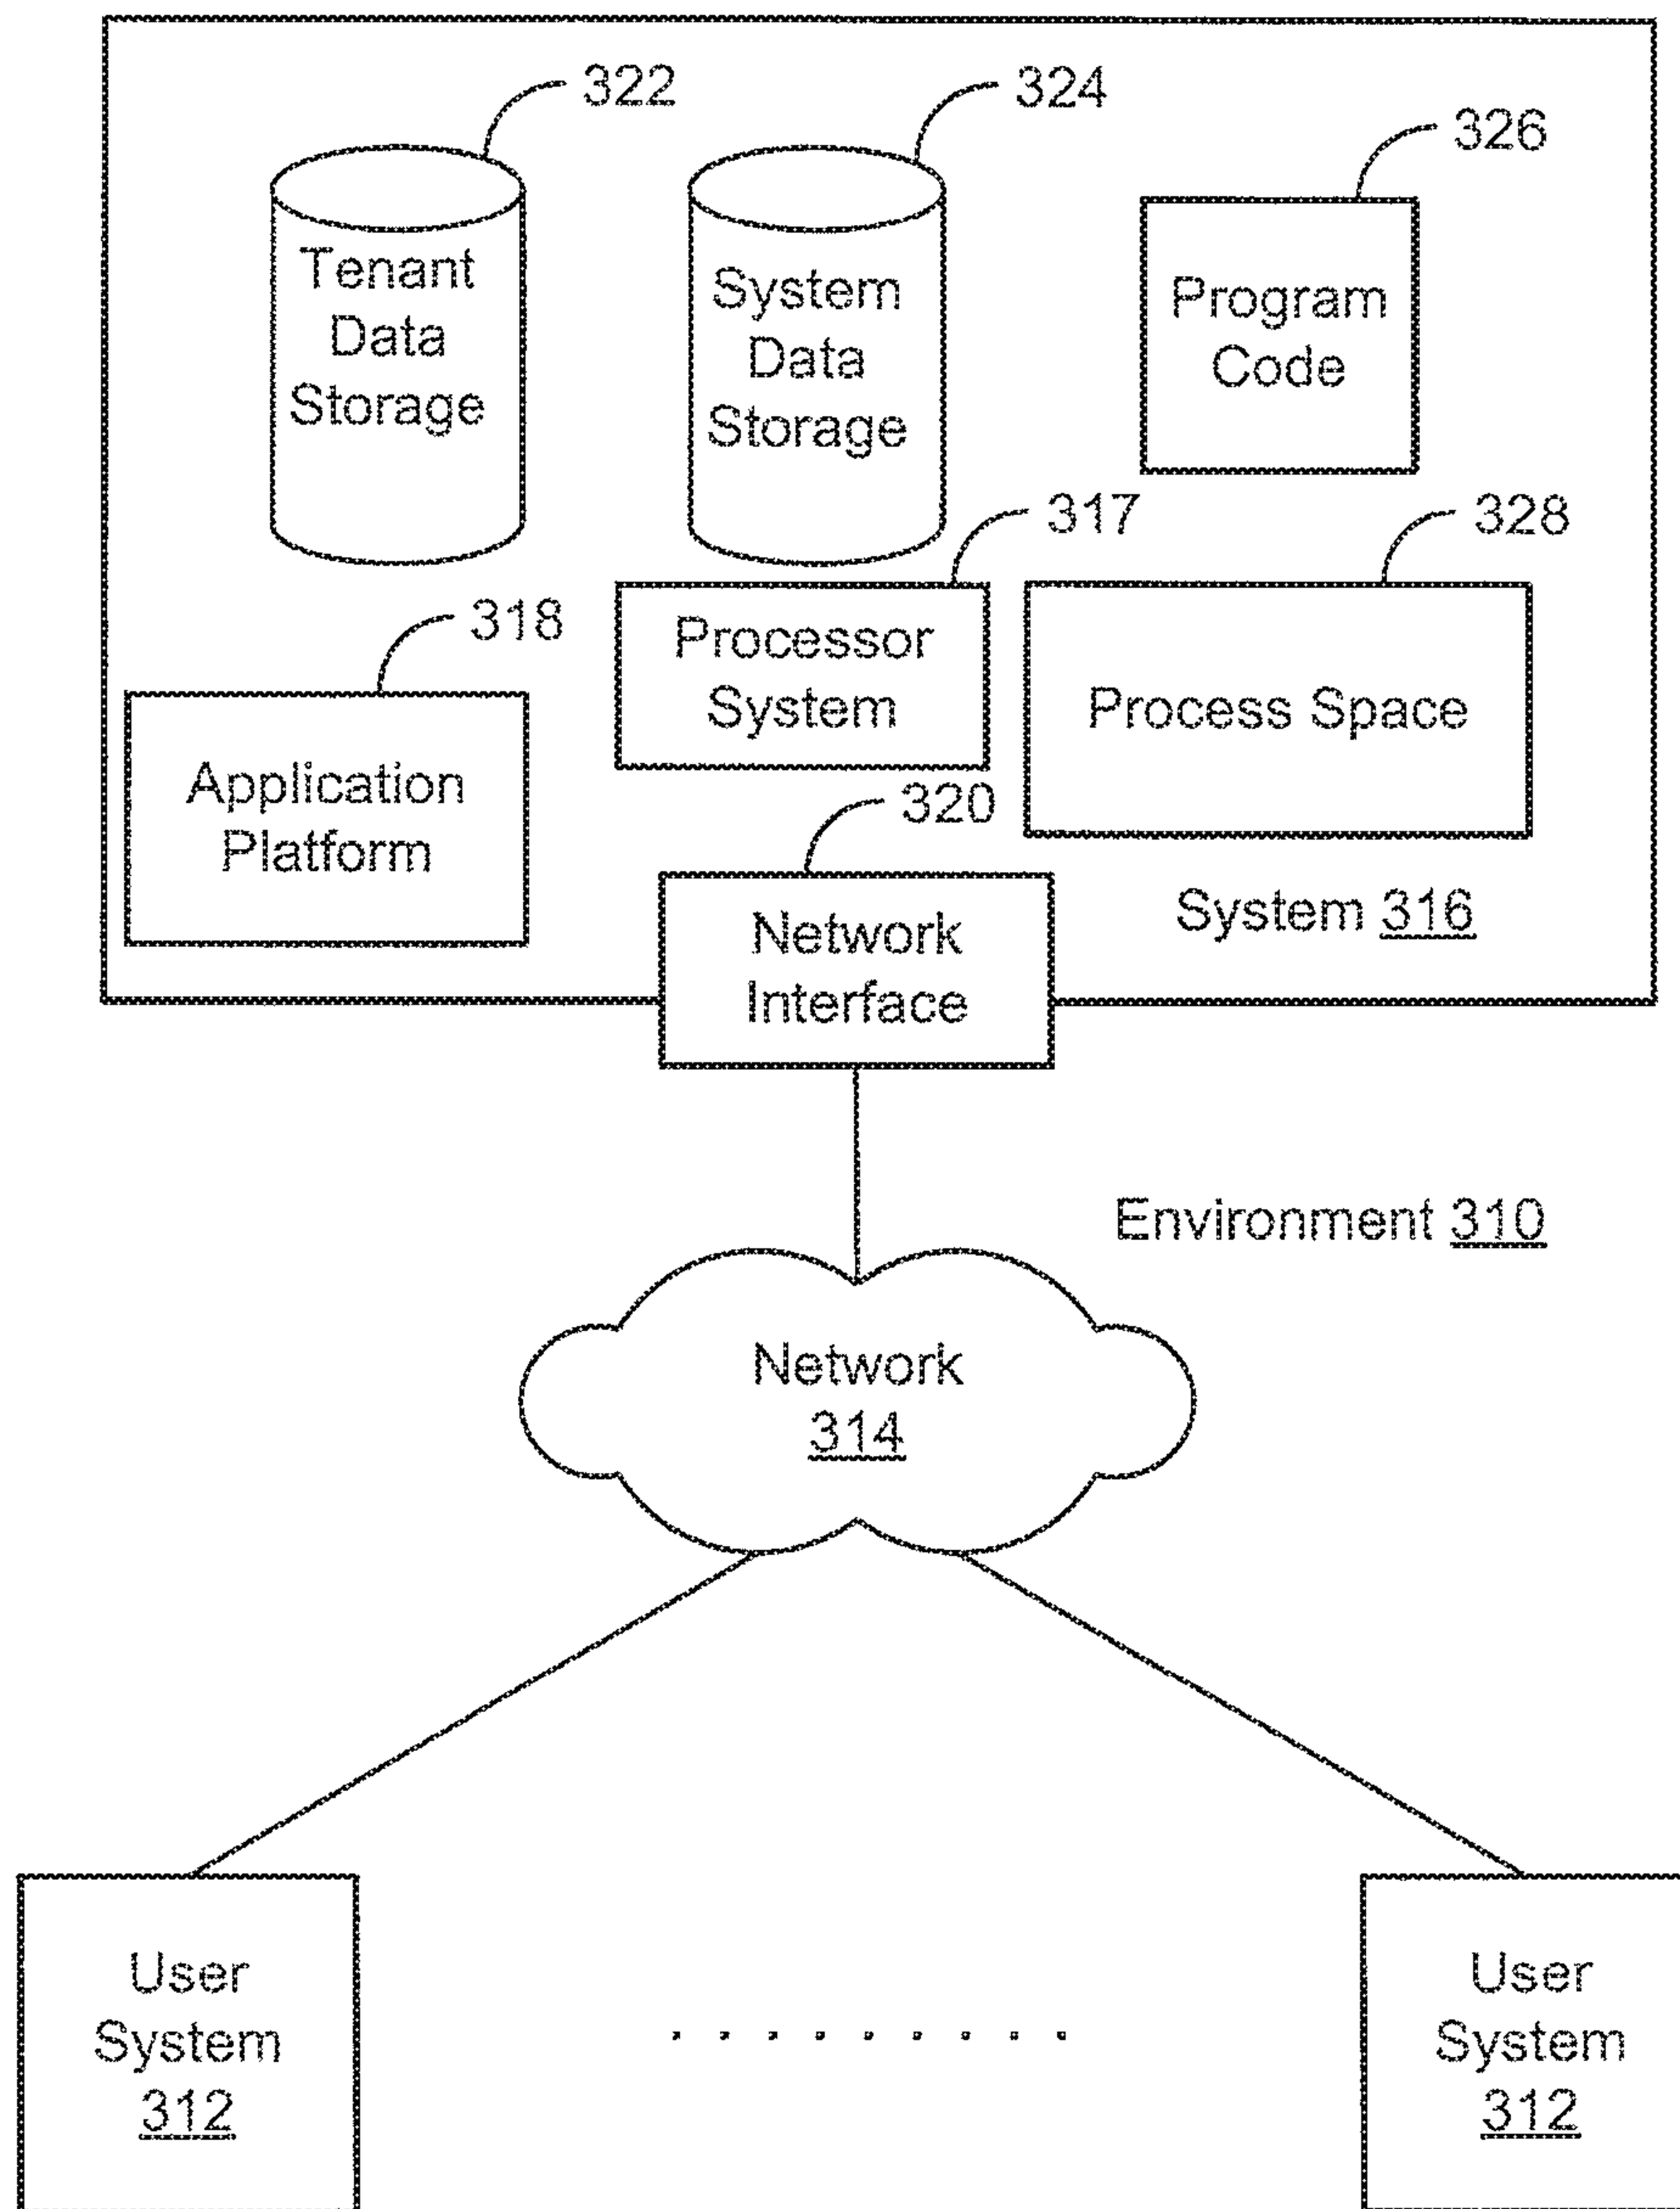 322
324
326
Tenant
Data
Storage
System
Data
Storage
Program
Code
317
328
318
Processor
System
Process Space
Application
Platform
320
System 316
Network
Interface
Environment 310
Network
314
User
System
312
. . . . . . . . .
User
System
312